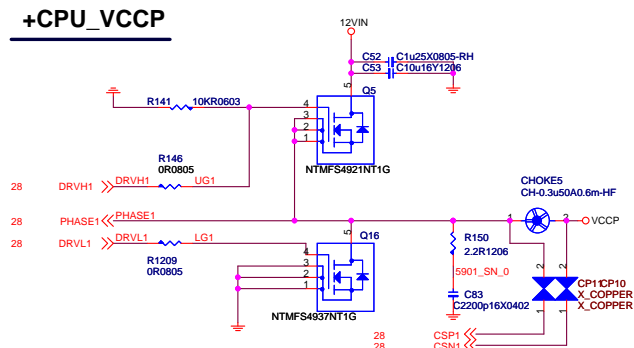 +CPU_VCCP
12VIN
C52 C1u25X0805-RH
C53 C10u16Y1206
R141 10KR0603
5
Q5
4
3
2
1
NTMFS4921NT1G
R146
0R0805
28 DRVH1 DRVH1 UG1
28 PHASE1 PHASE1
28 DRVL1 DRVL1 LG1
R1209
0R0805
5
Q16
4
3
2
1
NTMFS4937NT1G
CHOKE5
CH-0.3u50A0.6m-HF
1 2 VCCP
R150
2.2R1206
5901_SN_0
C83
C2200p16X0402
2 2
CP11 CP10
X_COPPER
X_COPPER
1 1
28 CSP1
28 CSN1